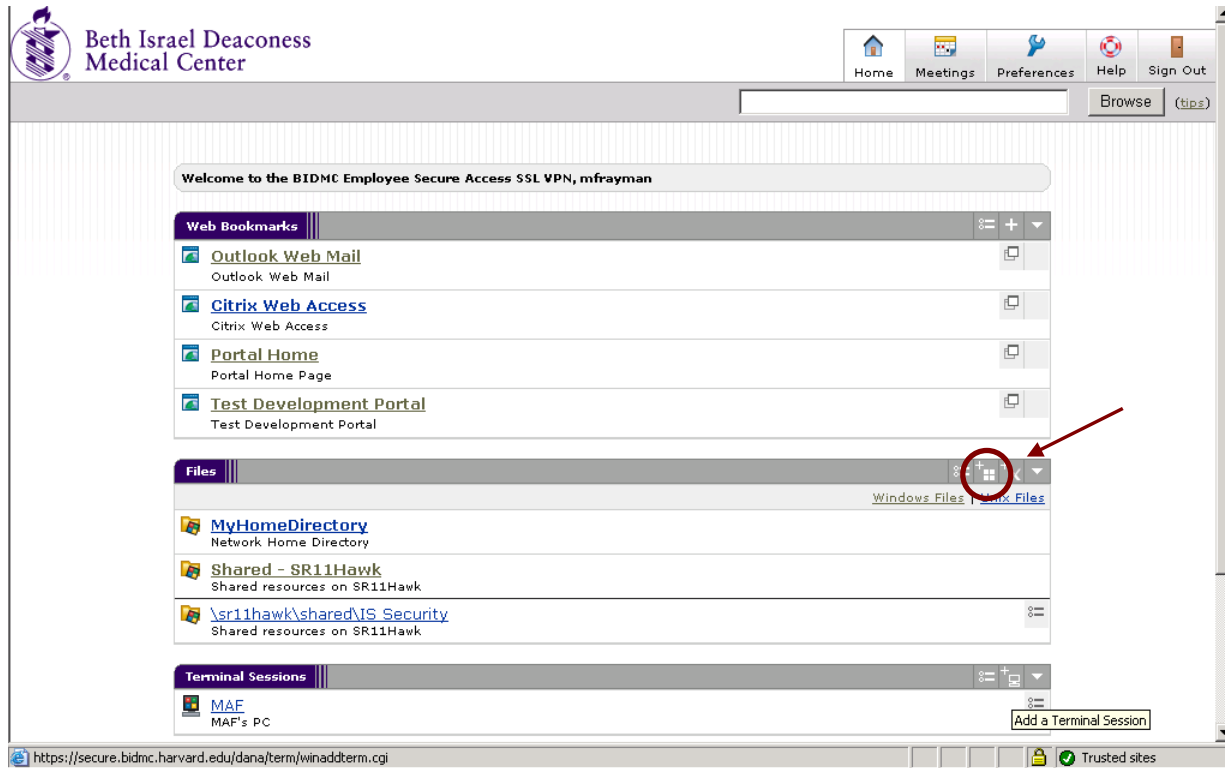 Beth Israel Deaconess
Medical Center
Home Meetings Preferences Help Sign Out
Browse (tips)
Welcome to the BIDMC Employee Secure Access SSL VPN, mfrayman
Web Bookmarks
Outlook Web Mail
Outlook Web Mail
Citrix Web Access
Citrix Web Access
Portal Home
Portal Home Page
Test Development Portal
Test Development Portal
Files
Windows Files | Unix Files
MyHomeDirectory
Network Home Directory
Shared - SR11Hawk
Shared resources on SR11Hawk
\sr11hawk\shared\IS Security
Shared resources on SR11Hawk
Terminal Sessions
MAF
MAF's PC
Add a Terminal Session
https://secure.bidmc.harvard.edu/dana/term/winaddterm.cgi Trusted sites